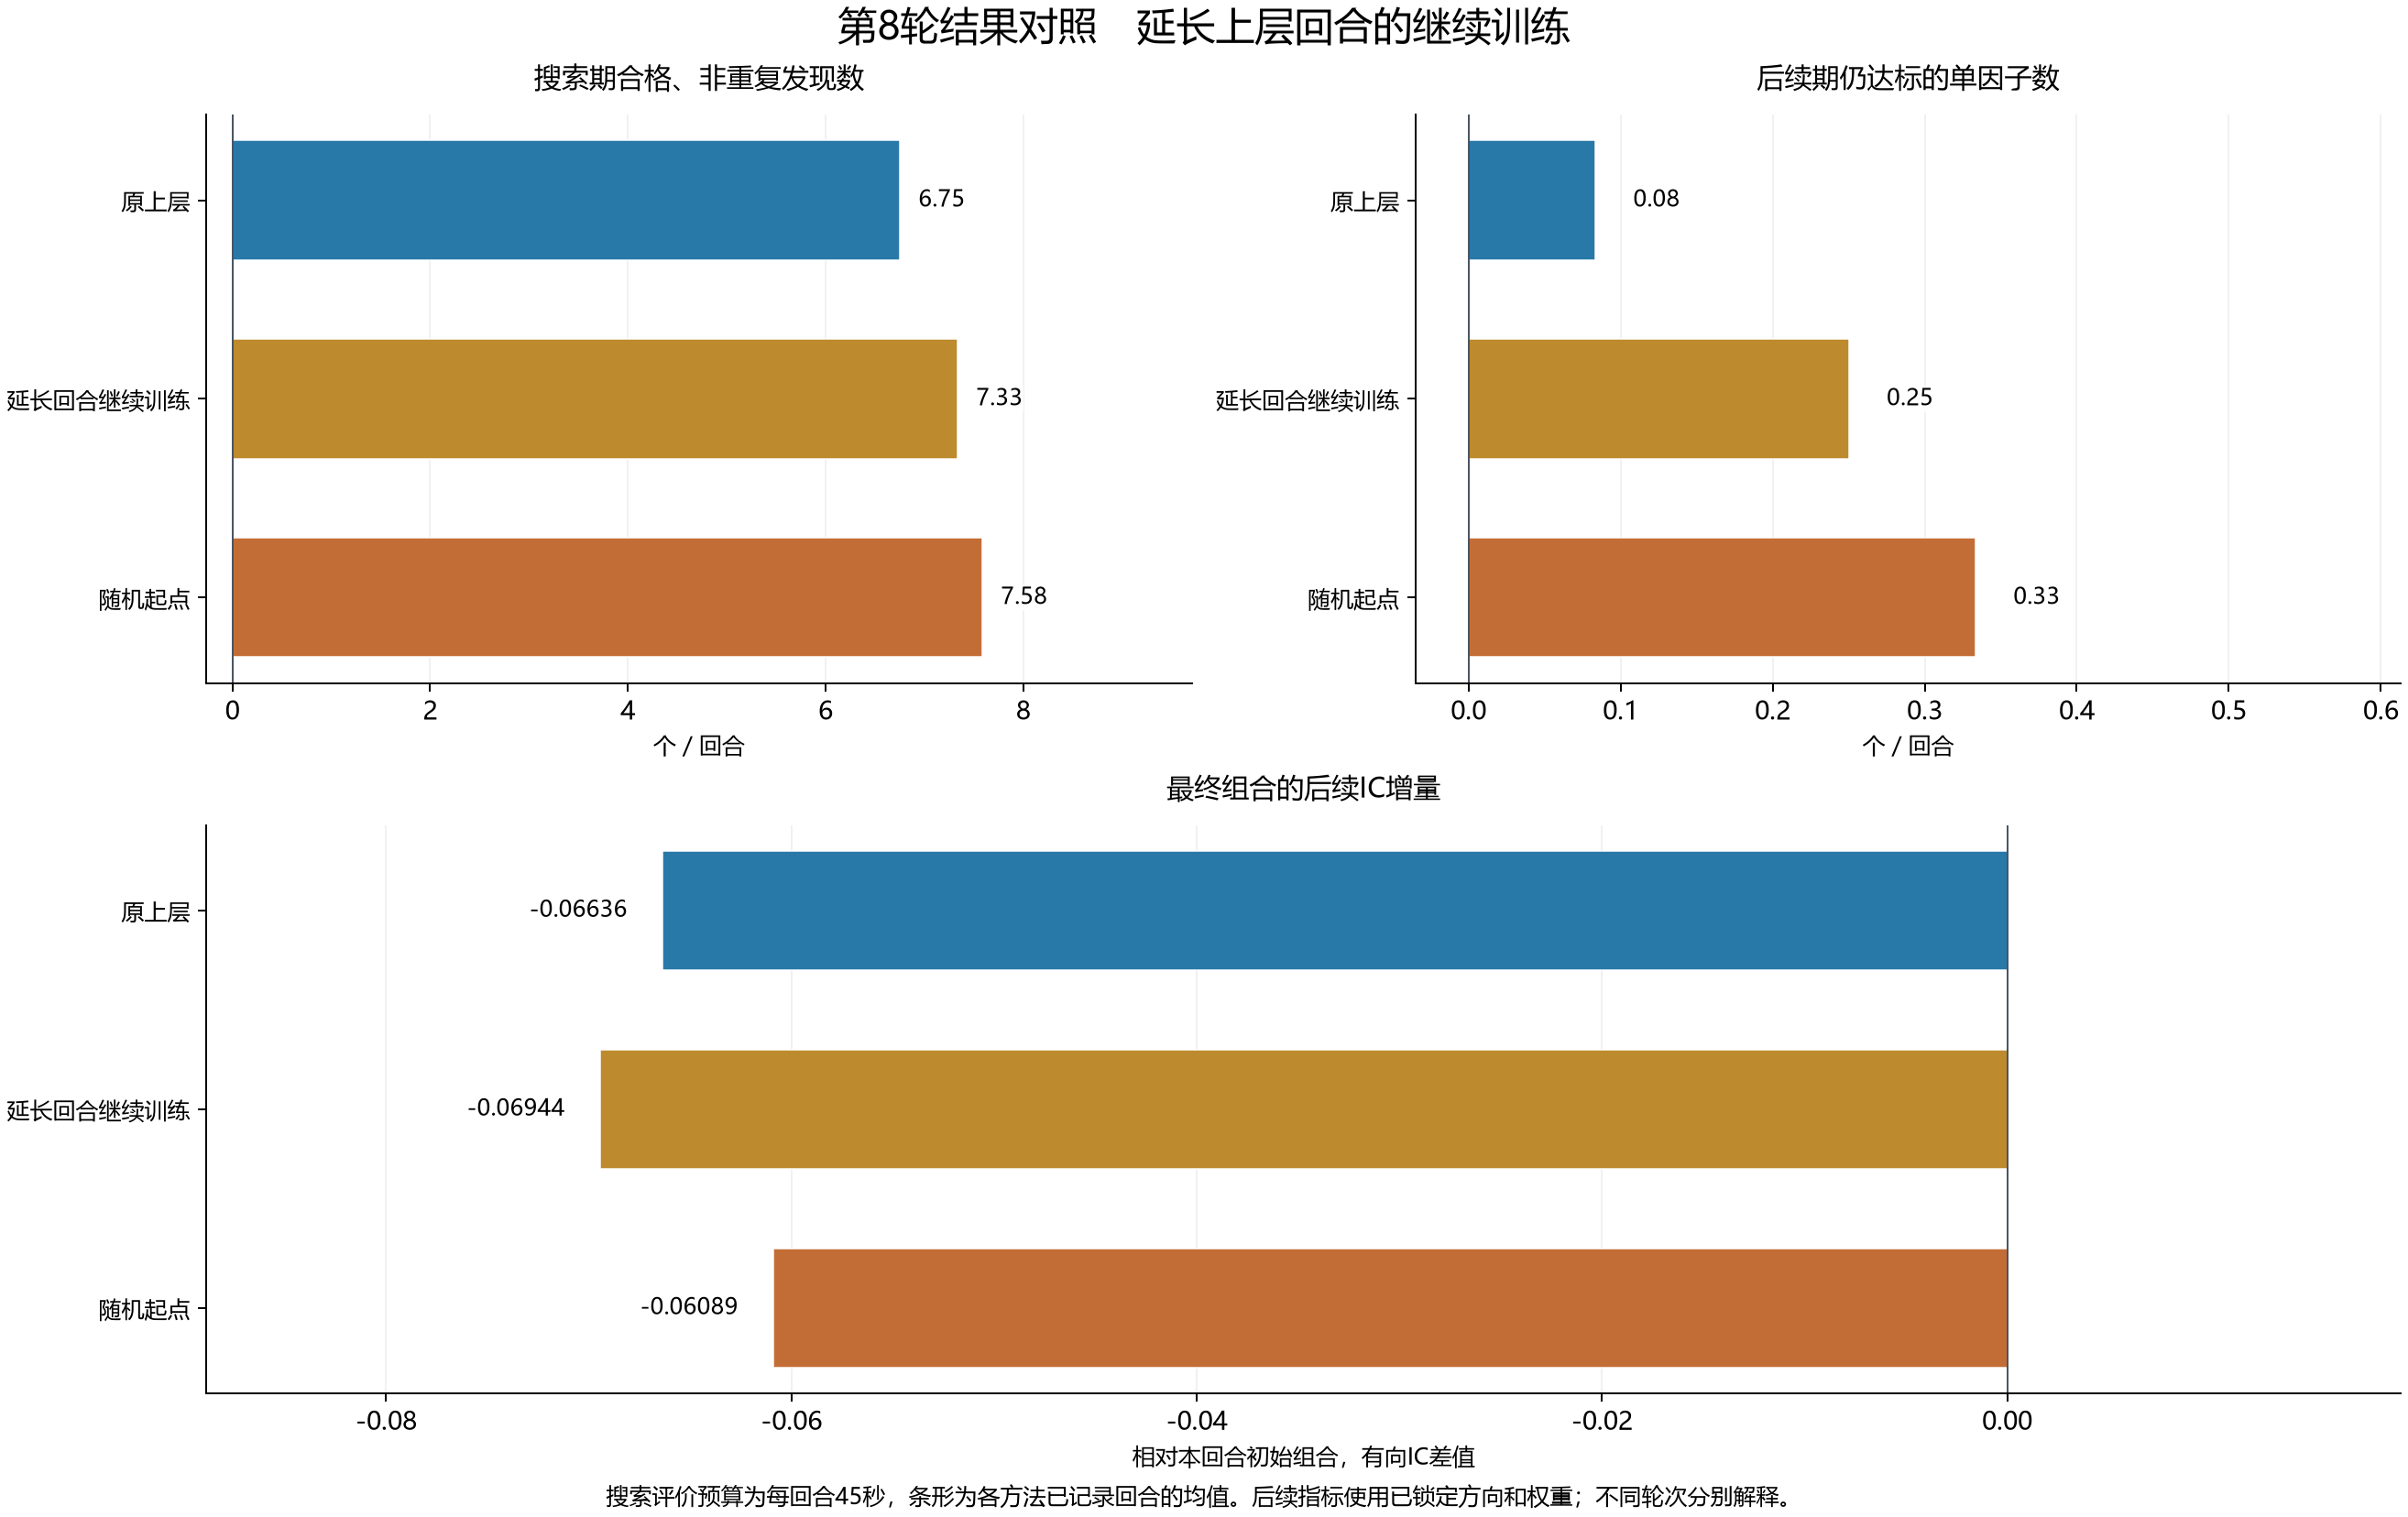 第8轮结果对照　延长上层回合的继续训练
搜索期合格、非重复发现数
原上层
6.75
延长回合继续训练
7.33
随机起点
7.58
0 2 4 6 8
个 / 回合
后续期仍达标的单因子数
原上层
0.08
延长回合继续训练
0.25
随机起点
0.33
0.0 0.1 0.2 0.3 0.4 0.5 0.6
个 / 回合
最终组合的后续IC增量
原上层
-0.06636
延长回合继续训练
-0.06944
随机起点
-0.06089
-0.08 -0.06 -0.04 -0.02 0.00
相对本回合初始组合，有向IC差值
搜索评价预算为每回合45秒，条形为各方法已记录回合的均值。后续指标使用已锁定方向和权重；不同轮次分别解释。